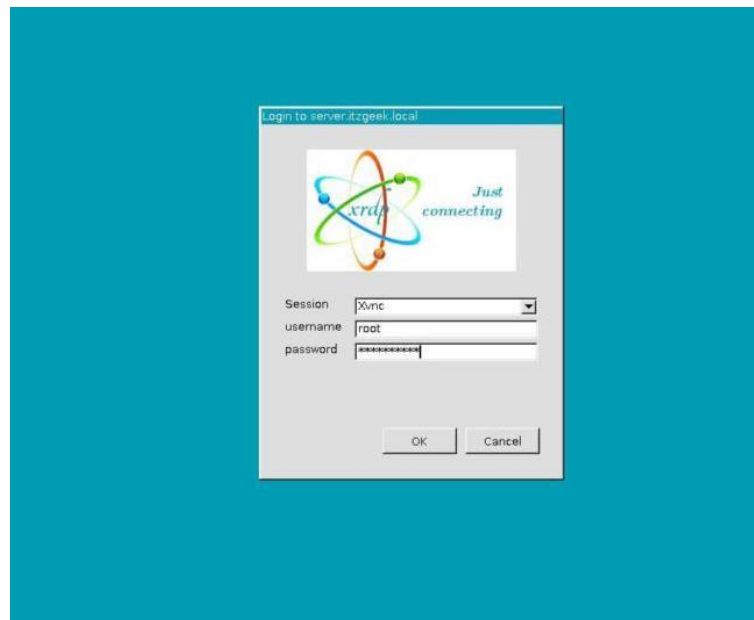 Login to server.itzgeek.local
Just
xrdp connecting
Session Xvnc
username root
password **********
OK Cancel